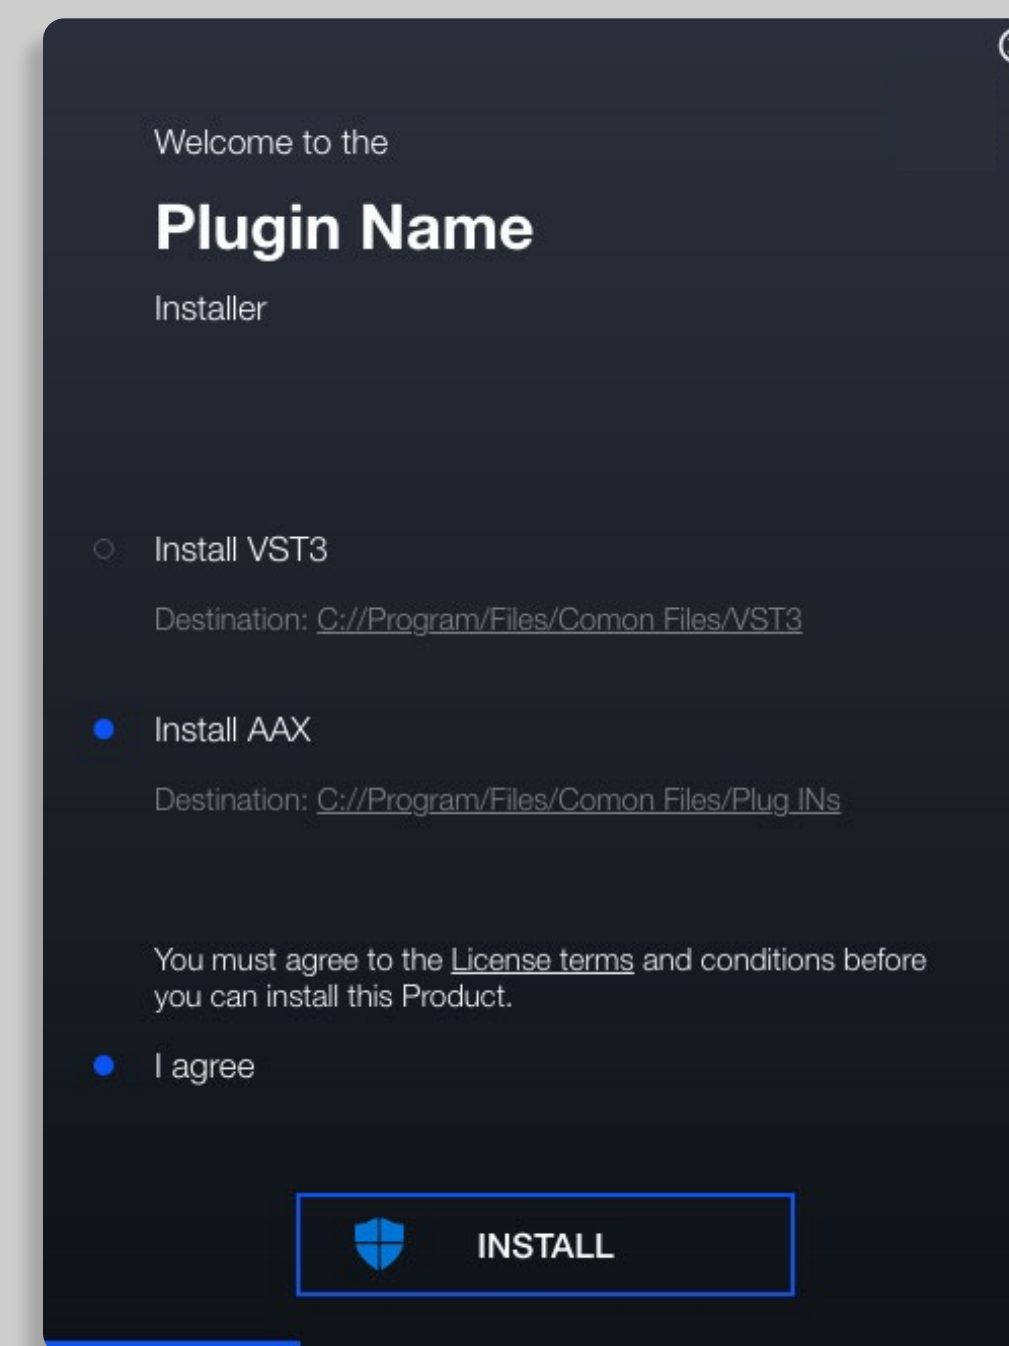 Welcome to the
Plugin Name
Installer
Install VST3
Destination: C://Program/Files/Comon Files/VST3
Install AAX
Destination: C://Program/Files/Comon Files/Plug INs
You must agree to the License terms and conditions before
you can install this Product.
I agree
INSTALL